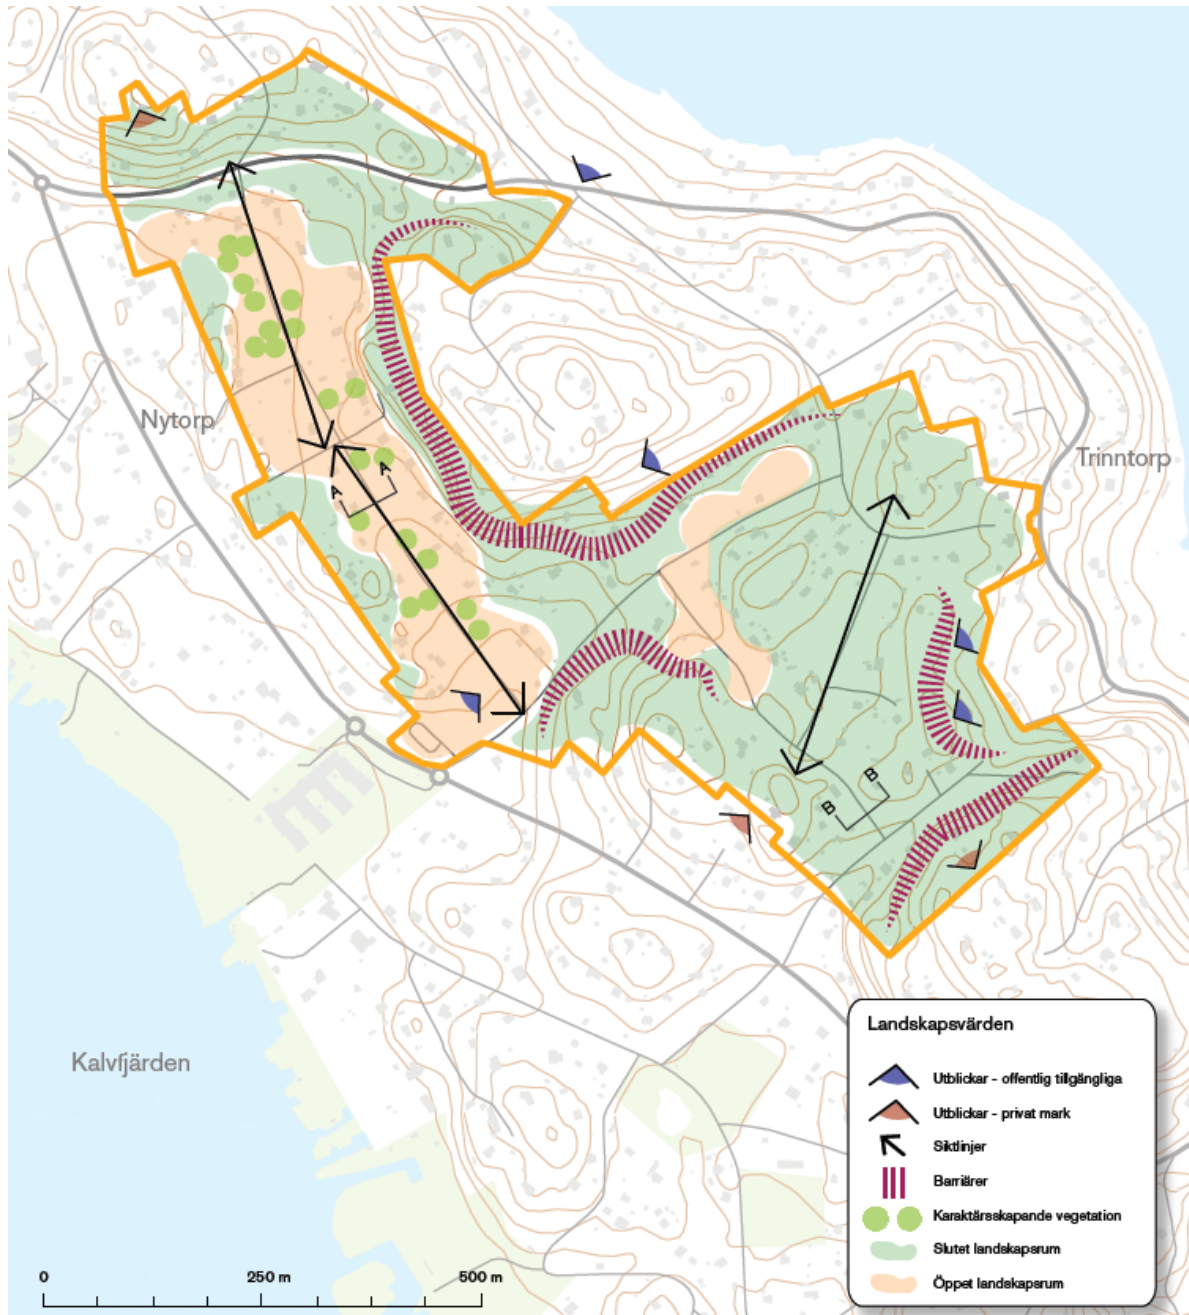 Nytorp
Trinntorp
A
A
B
B
Kalvfjärden
0
250 m
500 m
Landskapsvärden
Utblickar - offentlig tillgängliga
Utblickar - privat mark
Siktlinjer
Barriärer
Karaktärsskapande vegetation
Slutet landskapsrum
Öppet landskapsrum